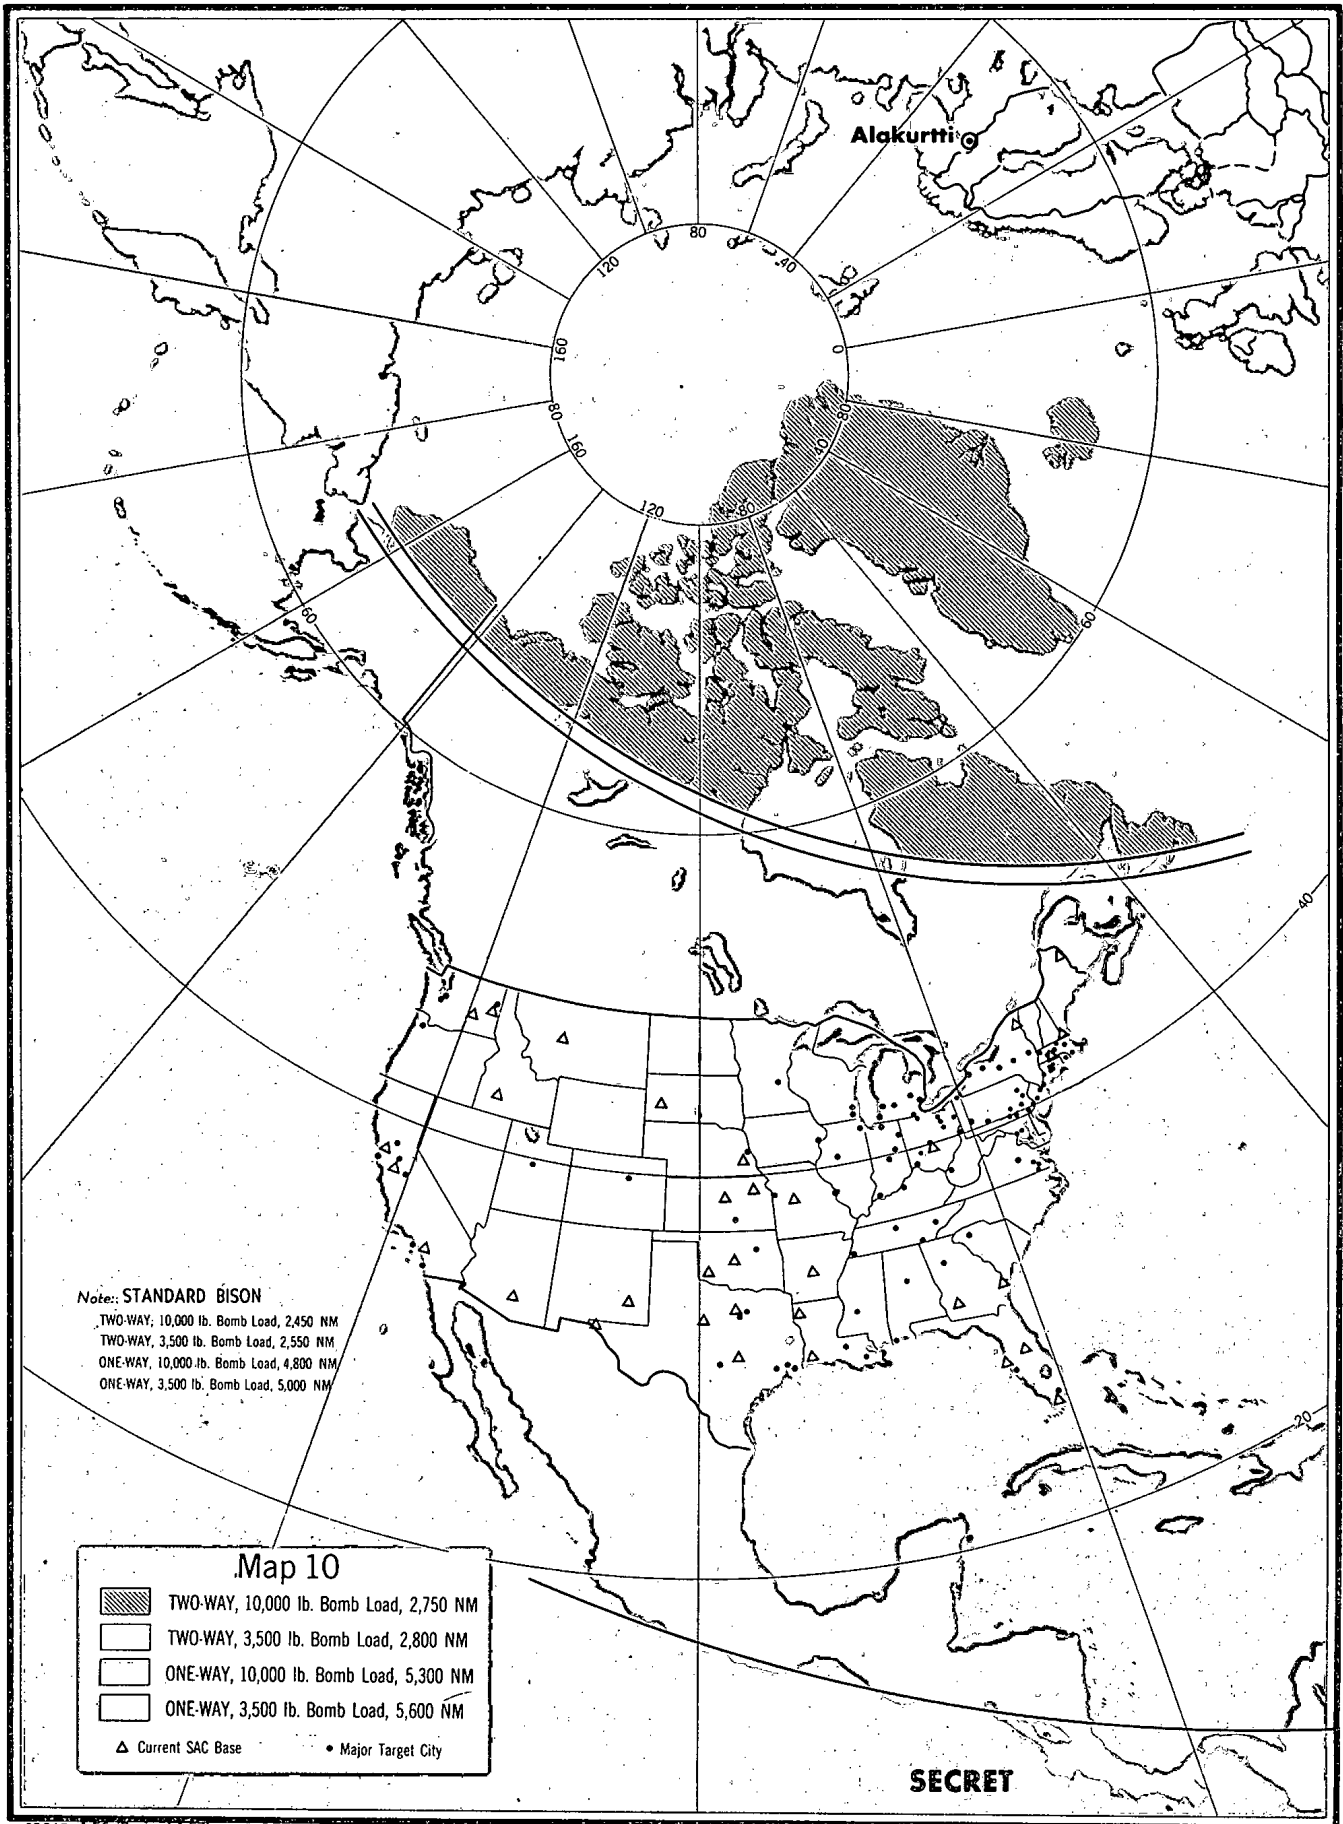 Alakurtti
80
120
40
160
0
80
80
160
40
120
80
60
60
40
Note: STANDARD BISON
TWO-WAY; 10,000 lb. Bomb Load, 2,450 NM
TWO-WAY, 3,500 lb. Bomb Load, 2,550 NM
ONE-WAY, 10,000 lb. Bomb Load, 4,800 NM
ONE-WAY, 3,500 lb. Bomb Load, 5,000 NM
20
Map 10
TWO-WAY, 10,000 lb. Bomb Load, 2,750 NM
TWO-WAY, 3,500 lb. Bomb Load, 2,800 NM
ONE-WAY, 10,000 lb. Bomb Load, 5,300 NM
ONE-WAY, 3,500 lb. Bomb Load, 5,600 NM
Current SAC Base
Major Target City
SECRET